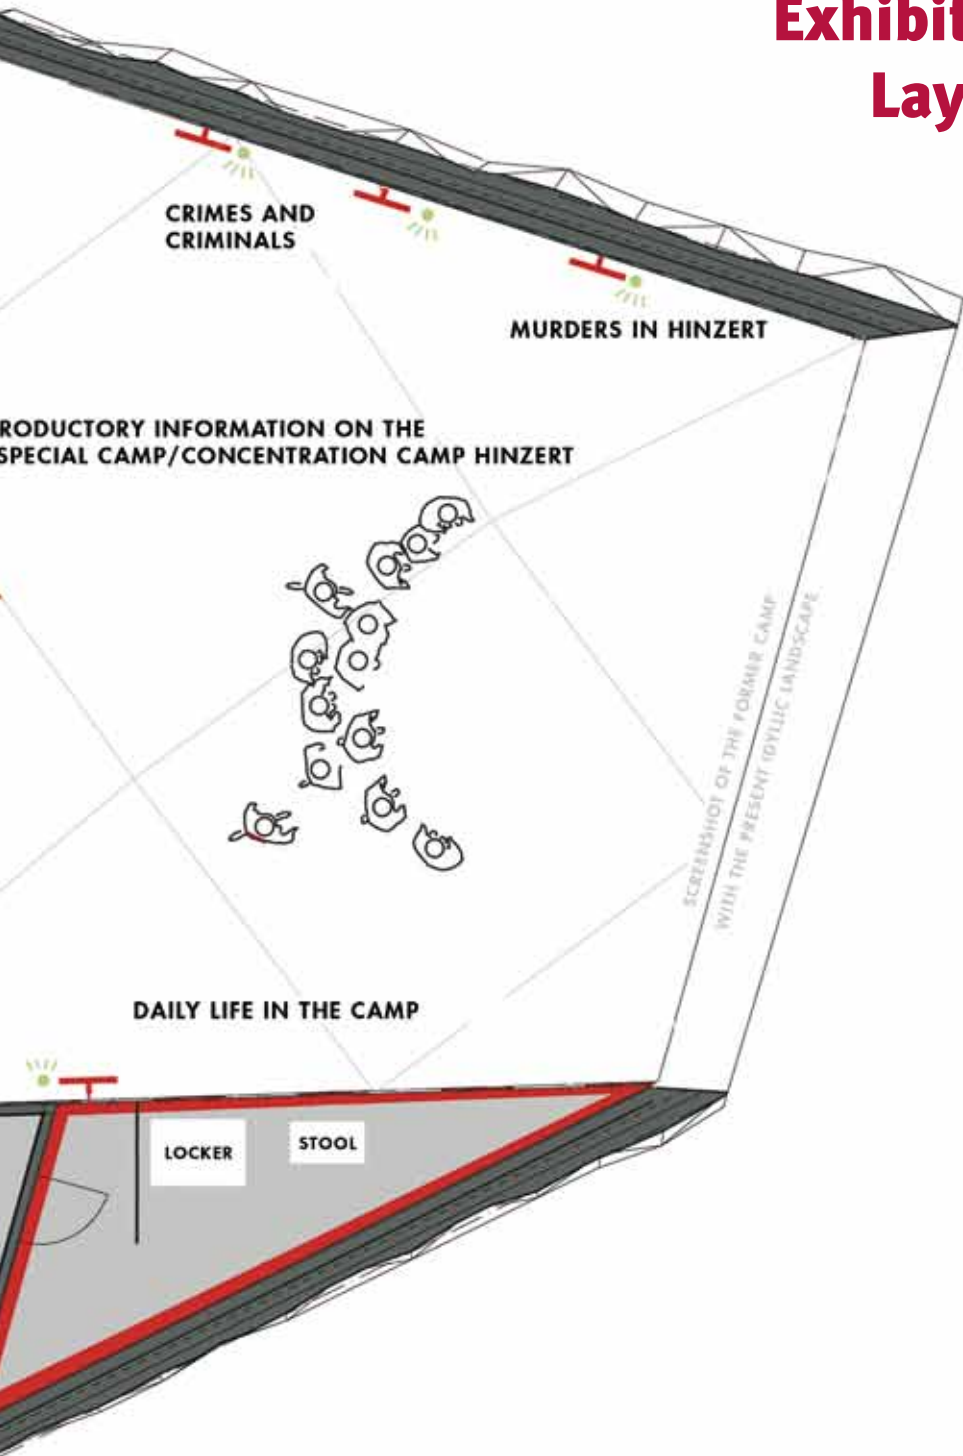 Exhibit
Lay
CRIMES AND
CRIMINALS
MURDERS IN HINZERT
RODUCTORY INFORMATION ON THE
SPECIAL CAMP/CONCENTRATION CAMP HINZERT
SCREENSHOT OF THE FORMER CAMP
WITH THE PRESENT IDYLLIC LANDSCAPE
DAILY LIFE IN THE CAMP
LOCKER
STOOL